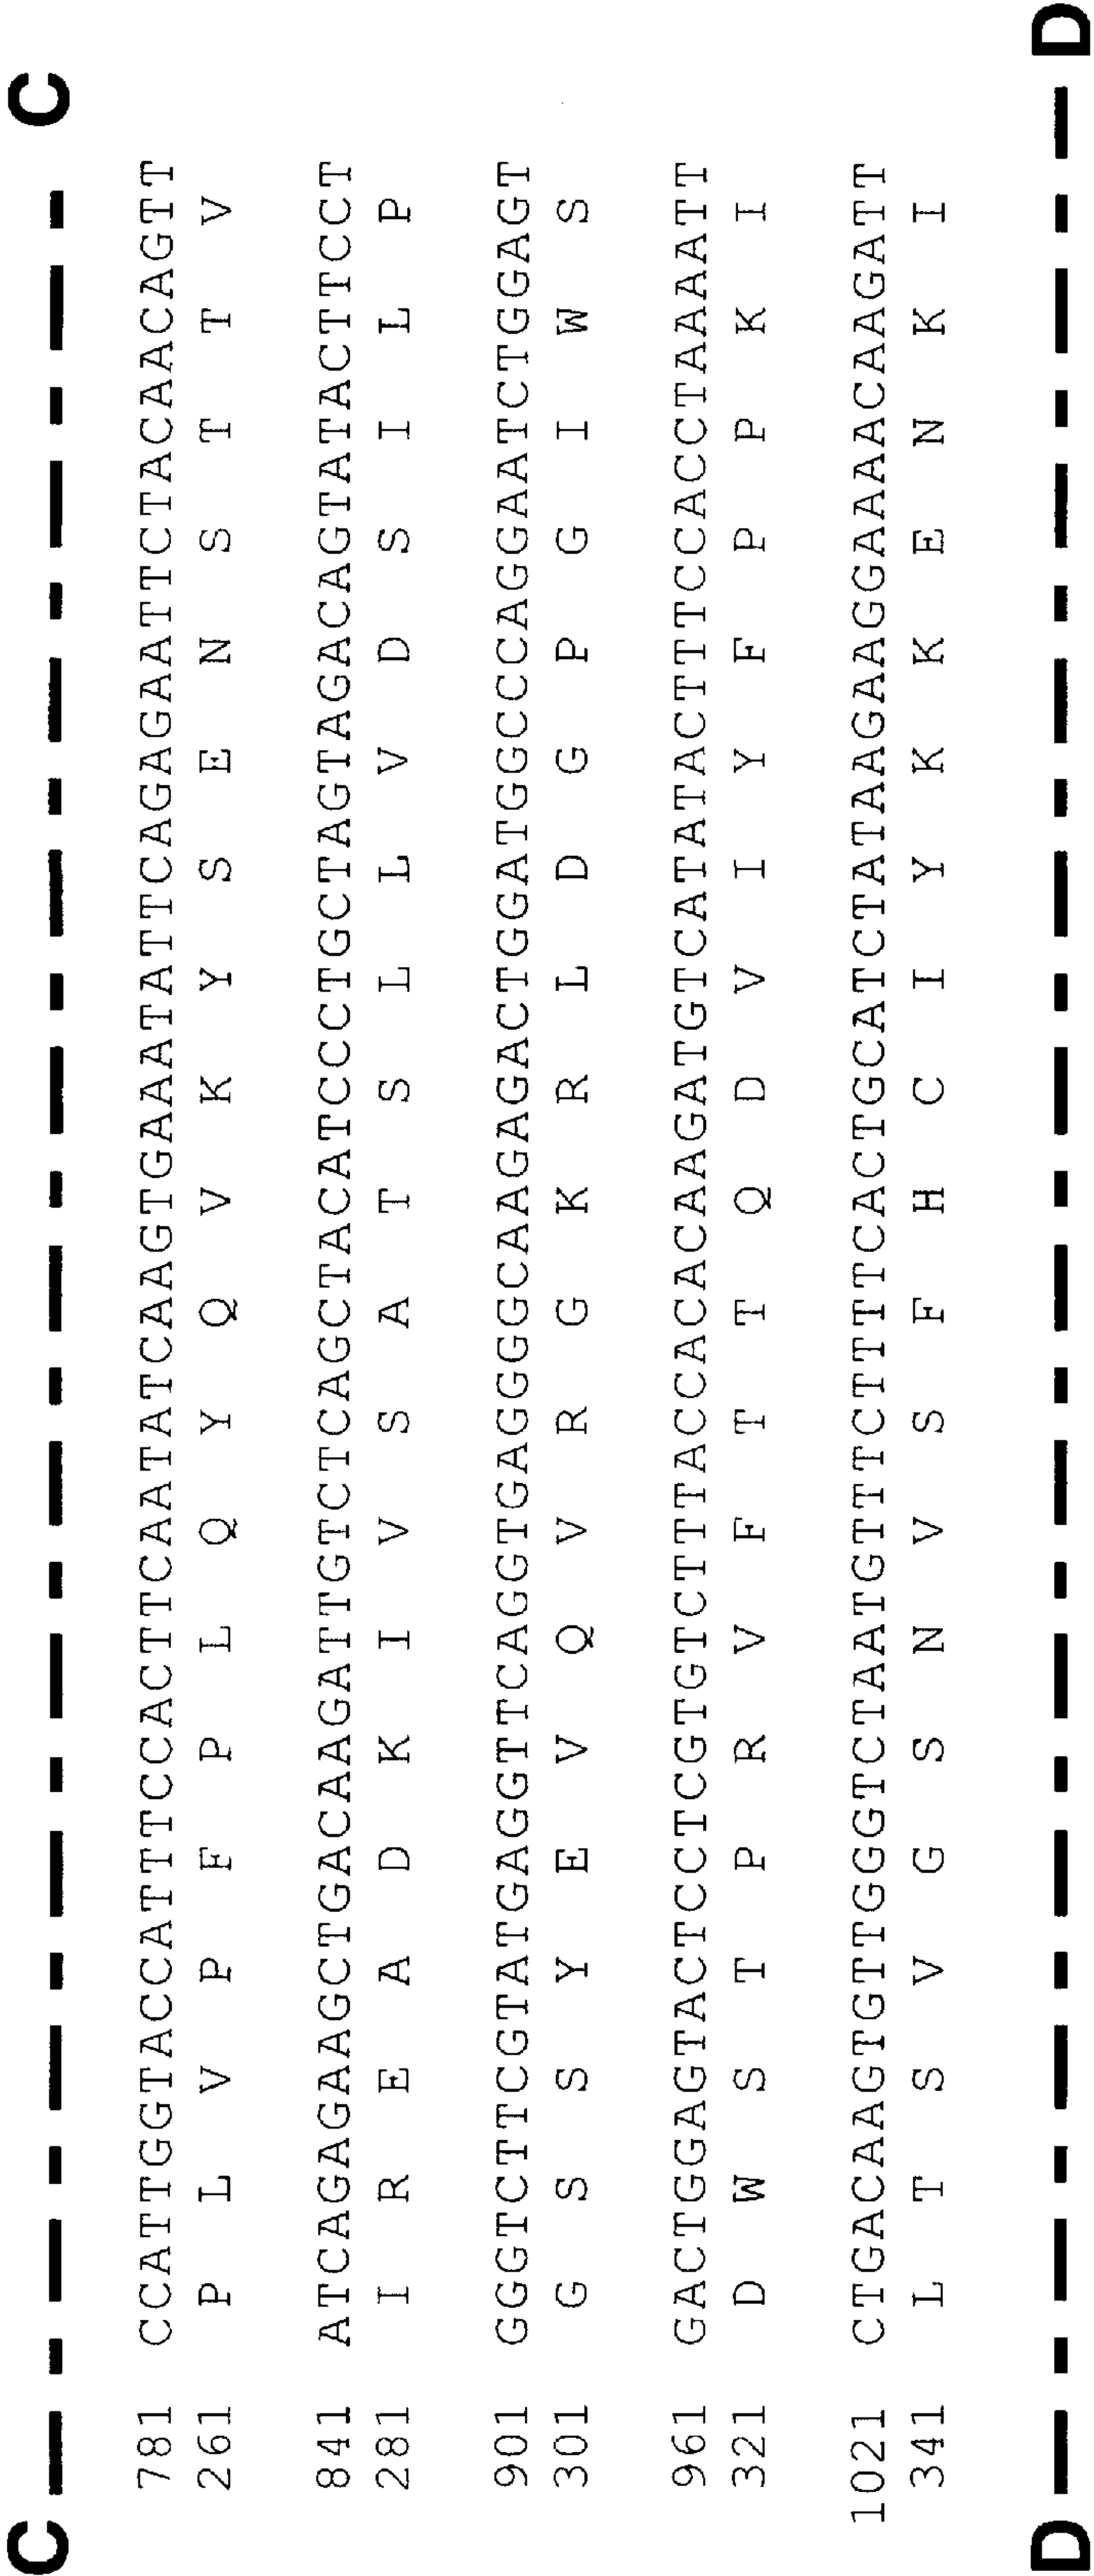 C C
781 CCATTGGTACCATTTCCACTTCAATATCAAGTGAAATATTCAGAGAATTCTACAACAGTT
261 P L V P F P L Q Y Q V K Y S E N S T T V
841 ATCAGAGAAGCTGACAAGATTGTCTCAGCTACATCCCTGCTAGTAGACAGTATACTTCCT
281 I R E A D K I V S A T S L L V D S I L P
901 GGGTCTTCGTATGAGGTTCAGGTGAGGGGCAAGAGACTGGATGGCCCAGGAATCTGGAGT
301 G S S Y E V Q V R G K R L D G P G I W S
961 GACTGGAGTACTCCTCGTGTCTTTACCACACAAGATGTCATATACTTTCCACCTAAAATT
321 D W S T P R V F T T Q D V I Y F P P K I
1021 CTGACAAGTGTTGGGTCTAATGTTTCTTTTCACTGCATCTATAAGAAGGAAAACAAGATT
341 L T S V G S N V S F H C I Y K K E N K I
D D